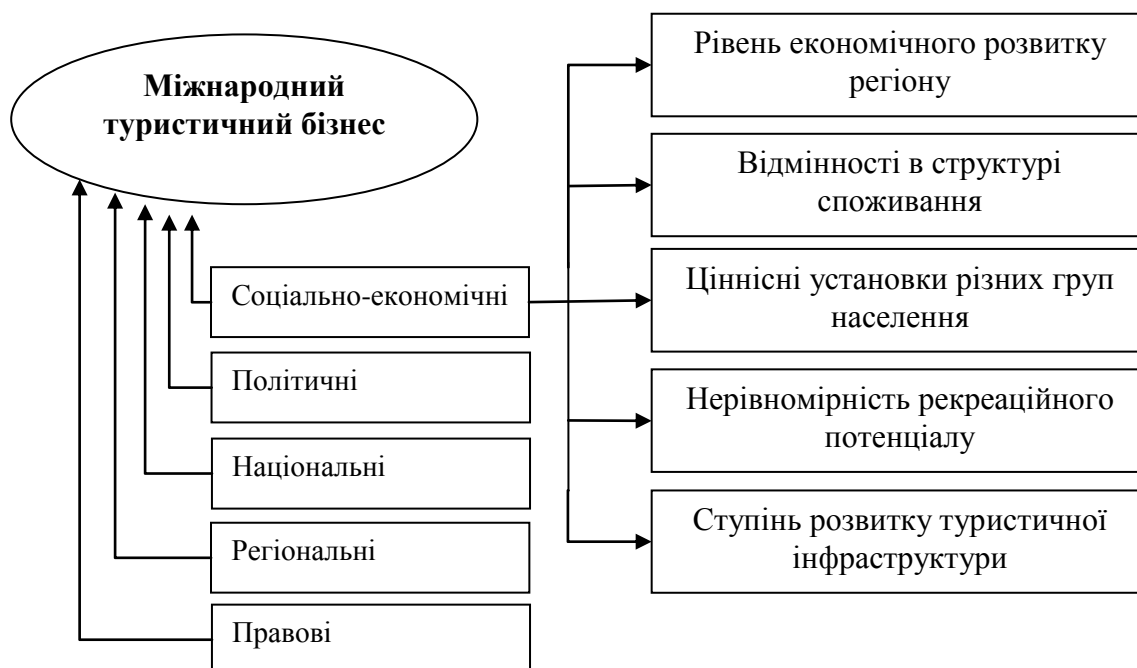 Міжнародний
туристичний бізнес
Соціально-економічні
Політичні
Національні
Регіональні
Правові
Рівень економічного розвитку
регіону
Відмінності в структурі
споживання
Ціннісні установки різних груп
населення
Нерівномірність рекреаційного
потенціалу
Ступінь розвитку туристичної
інфраструктури